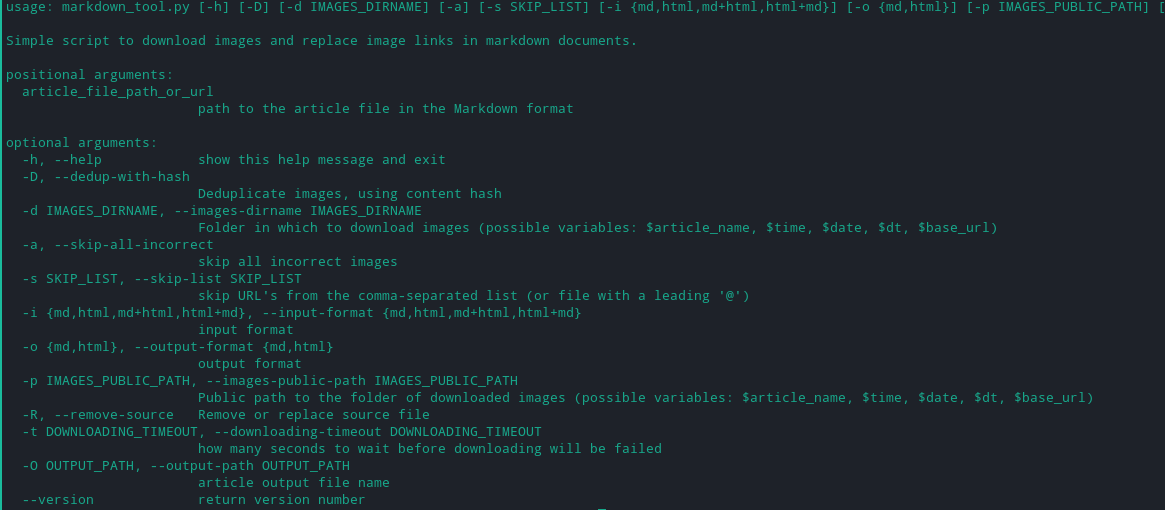 usage: markdown_tool.py [-h] [-D] [-d IMAGES_DIRNAME] [-a] [-s SKIP_LIST] [-i {md,html,md+html,html+md}] [-o {md,html}] [-p IMAGES_PUBLIC_PATH] [
Simple script to download images and replace image links in markdown documents.
positional arguments:
article_file_path_or_url
path to the article file in the Markdown format
optional arguments:
-h, --help show this help message and exit
-D, --dedup-with-hash
Deduplicate images, using content hash
-d IMAGES_DIRNAME, --images-dirname IMAGES_DIRNAME
Folder in which to download images (possible variables: $article_name, $time, $date, $dt, $base_url)
-a, --skip-all-incorrect
skip all incorrect images
-s SKIP_LIST, --skip-list SKIP_LIST
skip URL's from the comma-separated list (or file with a leading '@')
-i {md,html,md+html,html+md}, --input-format {md,html,md+html,html+md}
input format
-o {md,html}, --output-format {md,html}
output format
-p IMAGES_PUBLIC_PATH, --images-public-path IMAGES_PUBLIC_PATH
Public path to the folder of downloaded images (possible variables: $article_name, $time, $date, $dt, $base_url)
-R, --remove-source Remove or replace source file
-t DOWNLOADING_TIMEOUT, --downloading-timeout DOWNLOADING_TIMEOUT
how many seconds to wait before downloading will be failed
-O OUTPUT_PATH, --output-path OUTPUT_PATH
article output file name
--version return version number